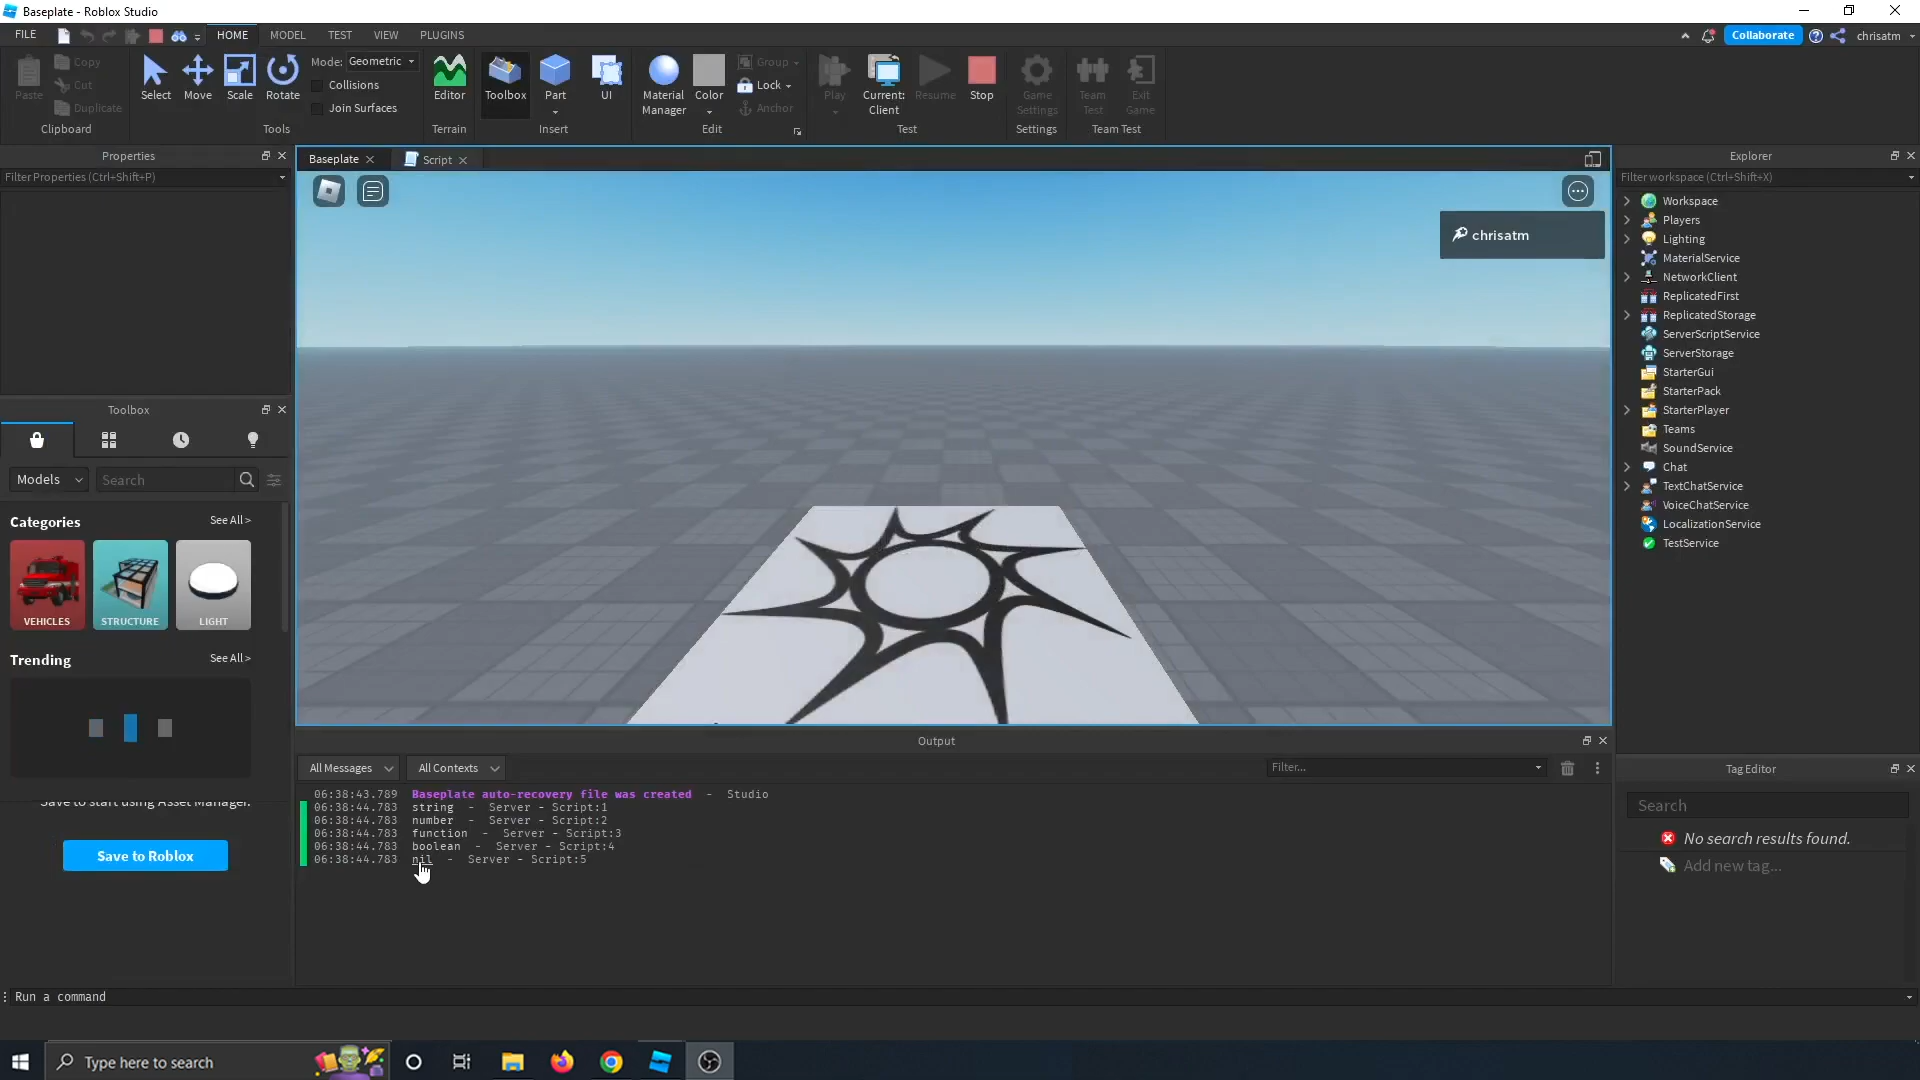 Baseplate - Roblox Studio
FILE HOME MODEL TEST VIEW PLUGINS Collaborate chrisatm
Paste Copy Cut Duplicate
Clipboard
Select Move Scale Rotate
Mode: Geometric
Collisions
Join Surfaces
Tools
Editor
Terrain
Toolbox Part UI
Insert
Material Manager
Color
Group
Lock
Anchor
Edit
Play
Current: Client
Resume
Stop
Test
Game Settings
Settings
Team Test
Exit Game
Team Test
Properties
Filter Properties (Ctrl+Shift+P)
Toolbox
Models
Search
Categories See All >
VEHICLES STRUCTURE LIGHT
Trending See All >
Save to start using Asset Manager.
Save to Roblox
Baseplate Script
chrisatm
Output
All Messages All Contexts Filter...
06:38:43.789 Baseplate auto-recovery file was created - Studio
06:38:44.783 string - Server - Script:1
06:38:44.783 number - Server - Script:2
06:38:44.783 function - Server - Script:3
06:38:44.783 boolean - Server - Script:4
06:38:44.783 nil - Server - Script:5
Explorer
Filter workspace (Ctrl+Shift+X)
Workspace
Players
Lighting
MaterialService
NetworkClient
ReplicatedFirst
ReplicatedStorage
ServerScriptService
ServerStorage
StarterGui
StarterPack
StarterPlayer
Teams
SoundService
Chat
TextChatService
VoiceChatService
LocalizationService
TestService
Tag Editor
Search
No search results found.
Add new tag...
Run a command
Type here to search